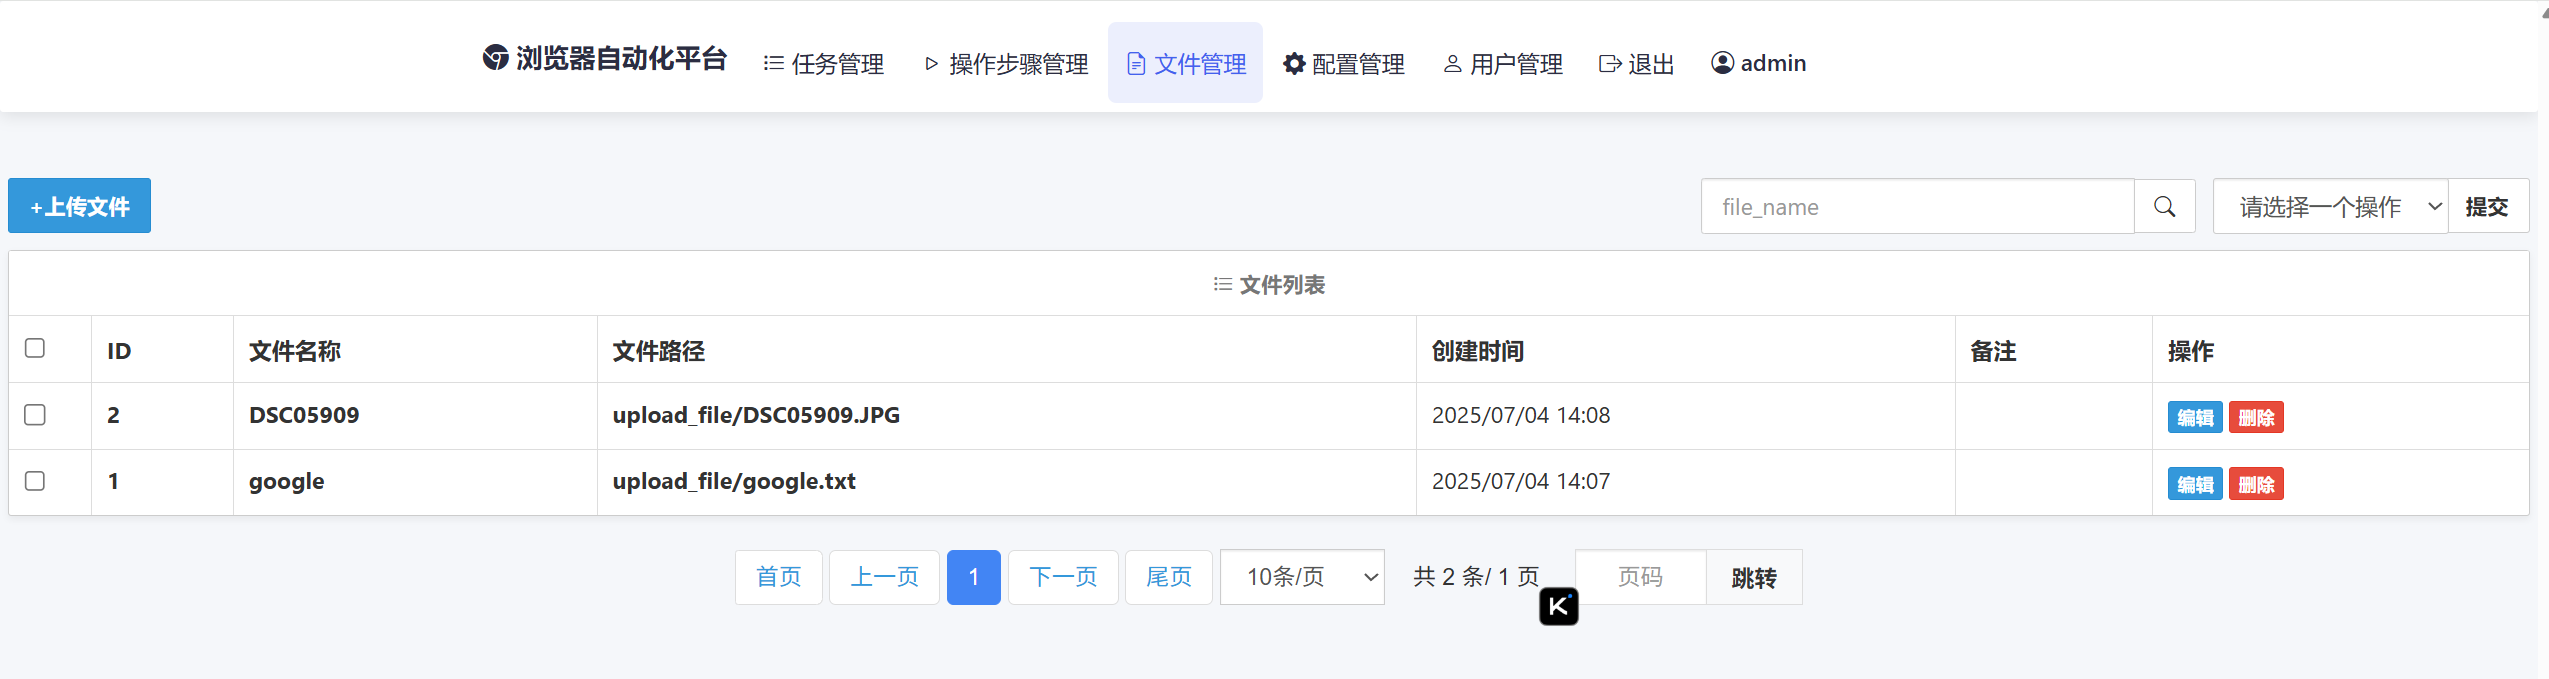 浏览器自动化平台 任务管理 操作步骤管理 文件管理 配置管理 用户管理 退出 admin
+上传文件 file_name 请选择一个操作 提交
文件列表
ID 文件名称 文件路径 创建时间 备注 操作
2 DSC05909 upload_file/DSC05909.JPG 2025/07/04 14:08 编辑 删除
1 google upload_file/google.txt 2025/07/04 14:07 编辑 删除
首页 上一页 1 下一页 尾页 10条/页 共 2 条/ 1 页 页码 跳转
K